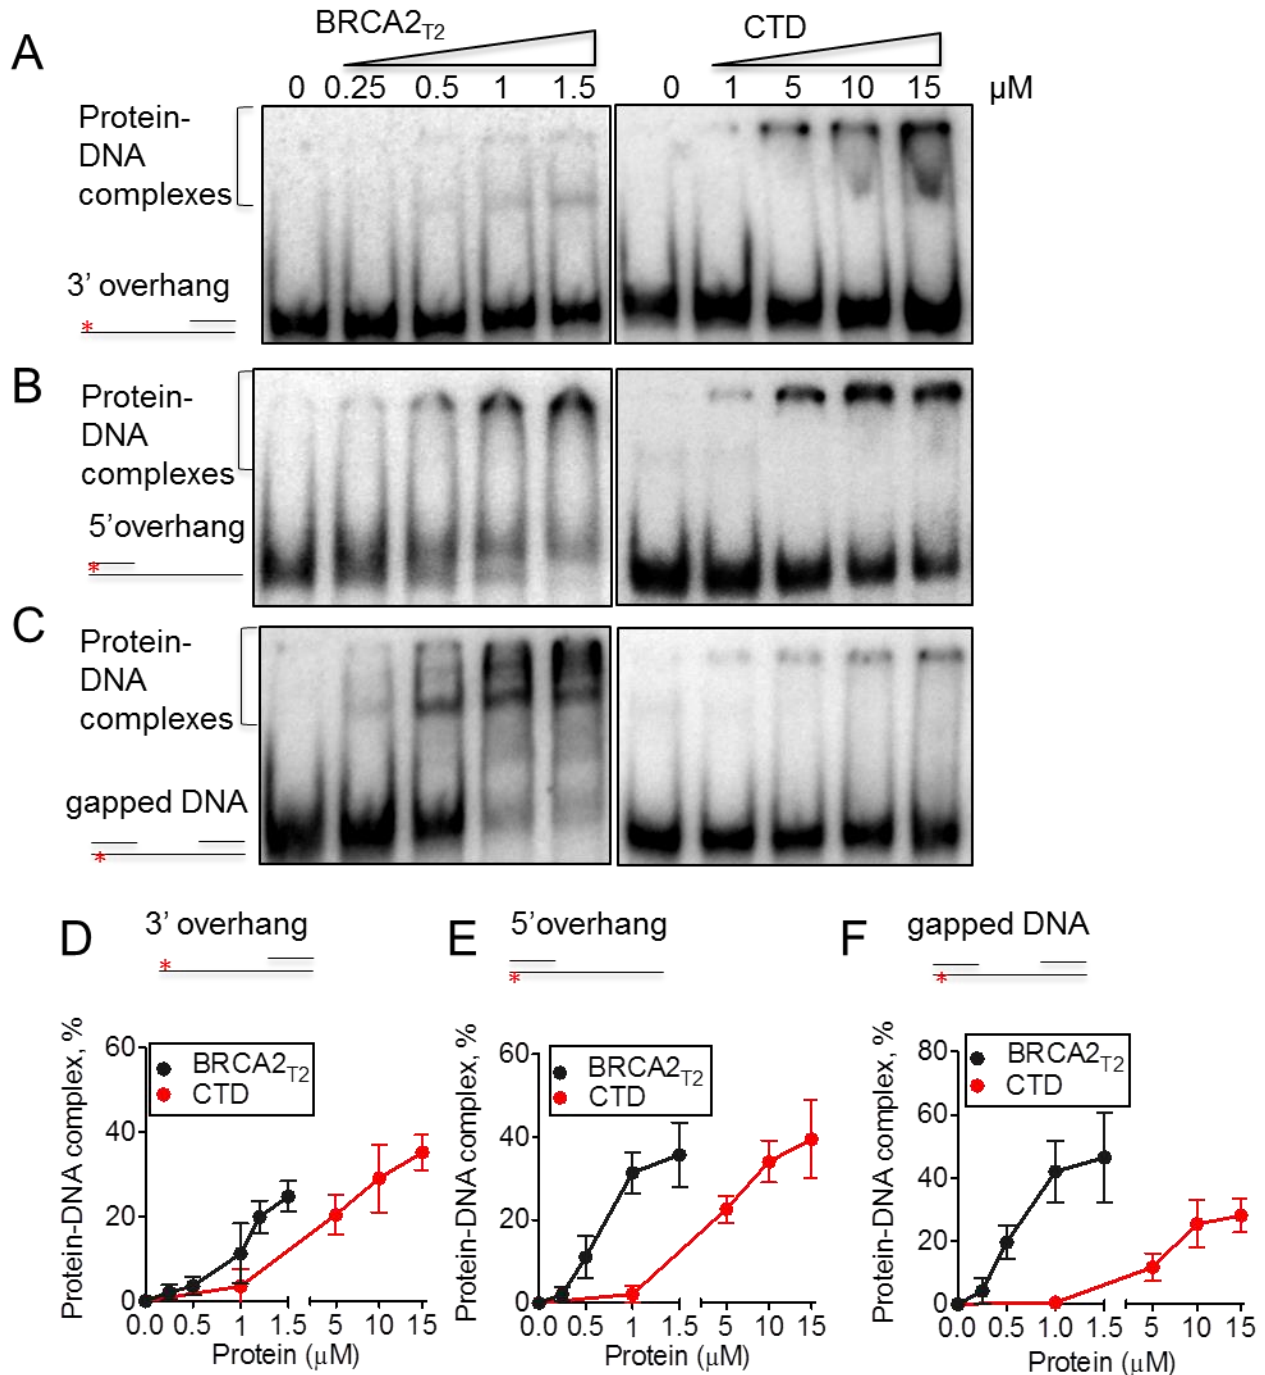 A
BRCA2T2
CTD
0 0.25 0.5 1 1.5
0 1 5 10 15 µM
Protein-
DNA
complexes
3’ overhang
*
B
Protein-
DNA
complexes
5’overhang
*
C
Protein-
DNA
complexes
gapped DNA
*
D
3’ overhang
*
Protein-DNA complex, %
60
40
20
0
BRCA2T2
CTD
0.0 0.5 1 1.5 5 10 15
Protein (µM)
E
5’overhang
*
Protein-DNA complex, %
60
40
20
0
BRCA2T2
CTD
0.0 0.5 1 1.5 5 10 15
Protein (µM)
F
gapped DNA
*
Protein-DNA complex, %
80
60
40
20
0
BRCA2T2
CTD
0.0 0.5 1.0 1.5 5 10 15
Protein (µM)